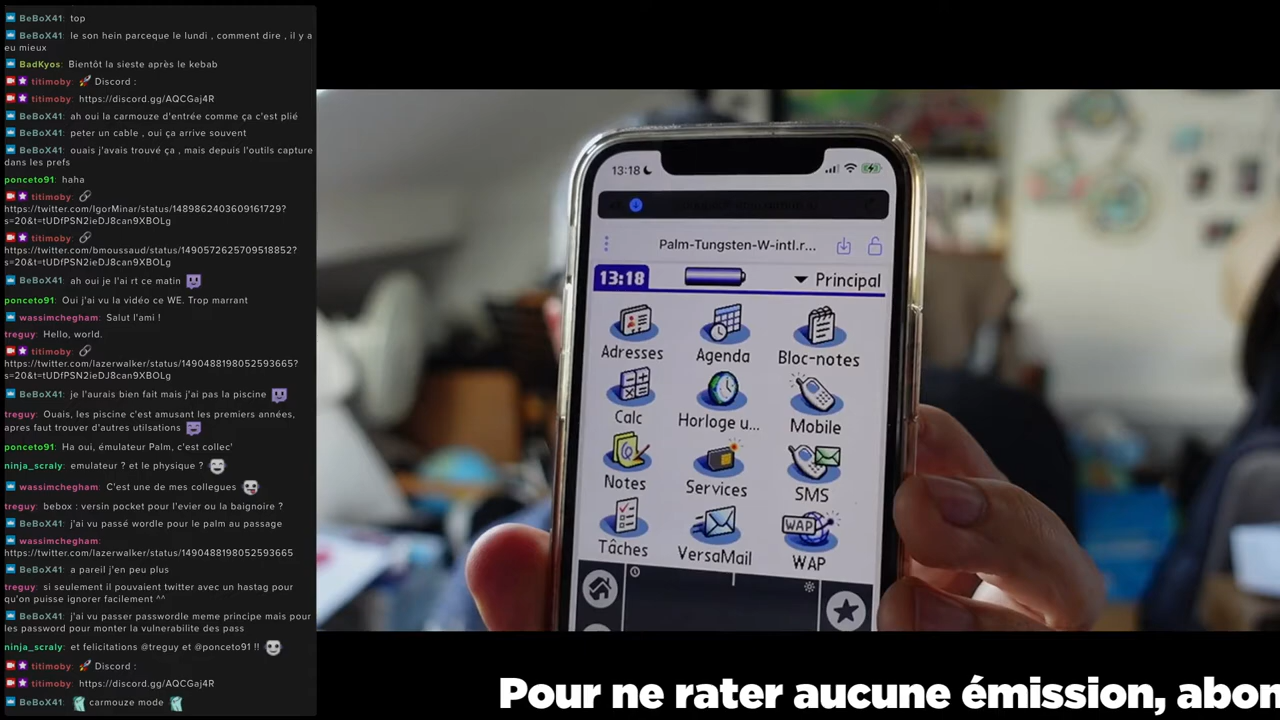 BeBoX41: top
BeBoX41: le son hein parceque le lundi , comment dire , il y a
eu mieux
BadKyos: Bientôt la sieste après le kebab
titimoby: Discord :
titimoby: https://discord.gg/AQCGaj4R
BeBoX41: ah oui la carmouze d'entrée comme ça c'est plié
BeBoX41: peter un cable , oui ça arrive souvent
BeBoX41: ouais j'avais trouvé ça , mais depuis l'outils capture
dans les prefs
ponceto91: haha
titimoby:
https://twitter.com/IgorMinar/status/1489862403609161729?
s=20&t=tUDfPSN2ieDJ8can9XBOLg
titimoby:
https://twitter.com/bmoussaud/status/1490572625709518852?
s=20&t=tUDfPSN2ieDJ8can9XBOLg
BeBoX41: ah oui je l'ai rt ce matin
ponceto91: Oui j'ai vu la vidéo ce WE. Trop marrant
wassimchegham: Salut l'ami !
treguy: Hello, world.
titimoby:
https://twitter.com/lazerwalker/status/1490488198052593665?
s=20&t=tUDfPSN2ieDJ8can9XBOLg
BeBoX41: je l'aurais bien fait mais j'ai pas la piscine
treguy: Ouais, les piscine c'est amusant les premiers années,
apres faut trouver d'autres utilsations
ponceto91: Ha oui, émulateur Palm, c'est collec'
ninja_scraly: emulateur ? et le physique ?
wassimchegham: C'est une de mes collegues
treguy: bebox : versin pocket pour l'evier ou la baignoire ?
BeBoX41: j'ai vu passé wordle pour le palm au passage
wassimchegham:
https://twitter.com/lazerwalker/status/1490488198052593665
BeBoX41: a pareil j'en peu plus
treguy: si seulement il pouvaient twitter avec un hastag pour
qu'on puisse ignorer facilement ^^
BeBoX41: j'ai vu passer passwordle meme principe mais pour
les password pour monter la vulnerabilite des pass
ninja_scraly: et felicitations @treguy et @ponceto91 !!
titimoby: Discord :
titimoby: https://discord.gg/AQCGaj4R
BeBoX41: carmouze mode
13:18
Palm-Tungsten-W-intl.r...
13:18 Principal
Adresses Agenda Bloc-notes
Calc Horloge u... Mobile
Notes Services SMS
WAP
Tâches VersaMail WAP
Pour ne rater aucune émission, abon